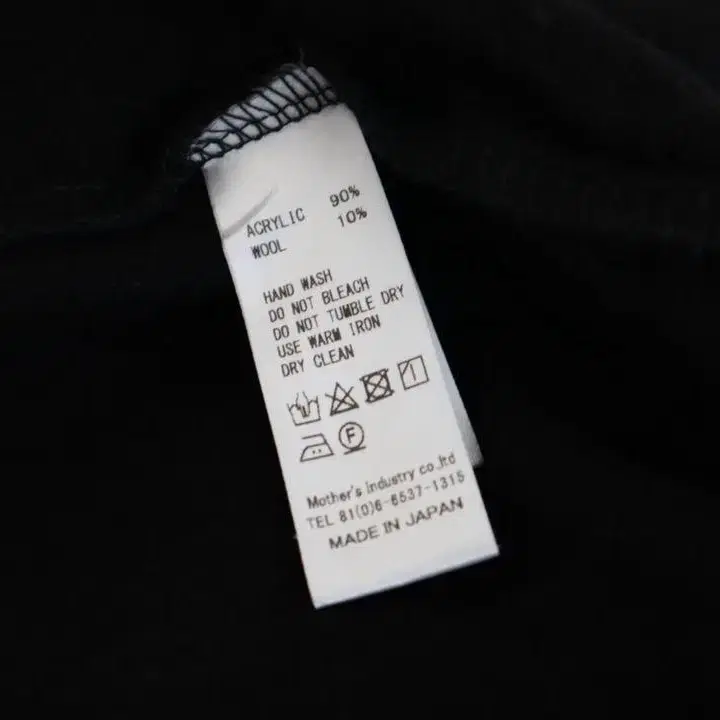 ACRYLIC 90%
WOOL 10%
HAND WASH
DO NOT BLEACH
DO NOT TUMBLE DRY
USE WARM IRON
DRY CLEAN
F
Mother's industry co.,ltd
TEL 81(0)6-6537-1315
MADE IN JAPAN